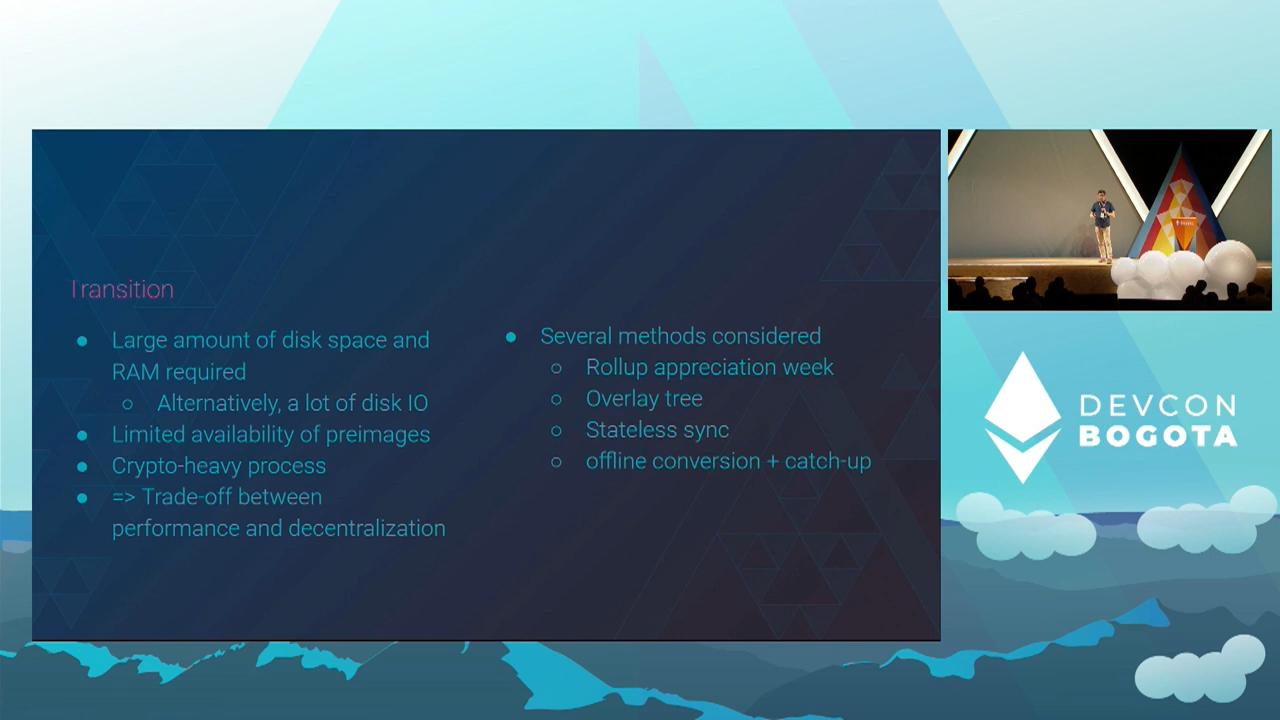 Transition
● Large amount of disk space and
RAM required
○ Alternatively, a lot of disk IO
● Limited availability of preimages
● Crypto-heavy process
● => Trade-off between
performance and decentralization
● Several methods considered
○ Rollup appreciation week
○ Overlay tree
○ Stateless sync
○ offline conversion + catch-up
DEVCON
BOGOTA